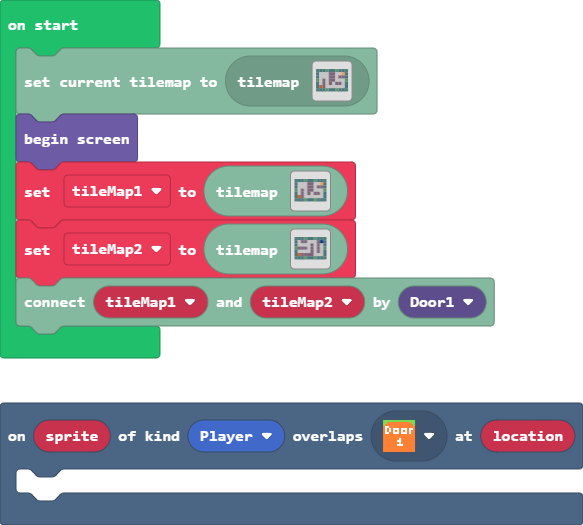 on start
set current tilemap to tilemap
begin screen
set tileMap1 to tilemap
set tileMap2 to tilemap
connect tileMap1 and tileMap2 by Door1
on sprite of kind Player overlaps Door 1 at location